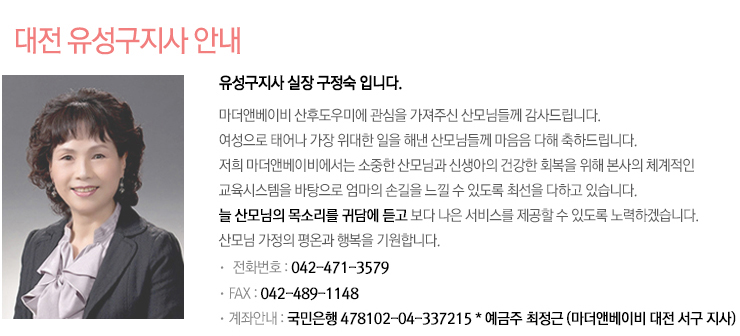 대전 유성구지사 안내
유성구지사 실장 구정숙 입니다.
마더앤베이비 산후도우미에 관심을 가져주신 산모님들께 감사드립니다.
여성으로 태어나 가장 위대한 일을 해낸 산모님들께 마음을 다해 축하드립니다.
저희 마더앤베이비에서는 소중한 산모님과 신생아의 건강한 회복을 위해 본사의 체계적인
교육시스템을 바탕으로 엄마의 손길을 느낄 수 있도록 최선을 다하고 있습니다.
늘 산모님의 목소리를 귀담에 듣고 보다 나은 서비스를 제공할 수 있도록 노력하겠습니다.
산모님 가정의 평온과 행복을 기원합니다.
· 전화번호 : 042-471-3579
· FAX : 042-489-1148
· 계좌안내 : 국민은행 478102-04-337215 * 예금주 최정근 (마더앤베이비 대전 서구 지사)